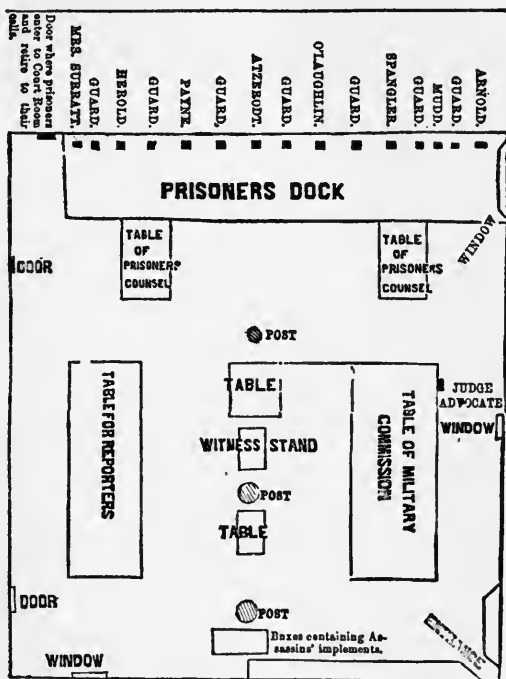 Door where prisoners
enter to Court Room
and retire to their
cells.
MRS. SURRATT.
GUARD.
HEROLD.
GUARD.
PAYNE
GUARD,
ATZERODT.
GUARD.
O'LAUGHLIN.
GUARD.
SPANGLER.
GUARD.
MUDD.
GUARD.
ARNOLD.
PRISONERS DOCK
WINDOW
TABLE
OF
PRISONERS
COUNSEL
TABLE
OF
PRISONERS
COUNSEL
DOOR
POST
TABLE FOR REPORTERS
TABLE
TABLE OF MILITARY
COMMISSION
JUDGE
ADVOCATE
WINDOW
WITNESS STAND
POST
TABLE
DOOR
POST
Boxes containing As-
sassins' implements.
ENTRANCE
WINDOW